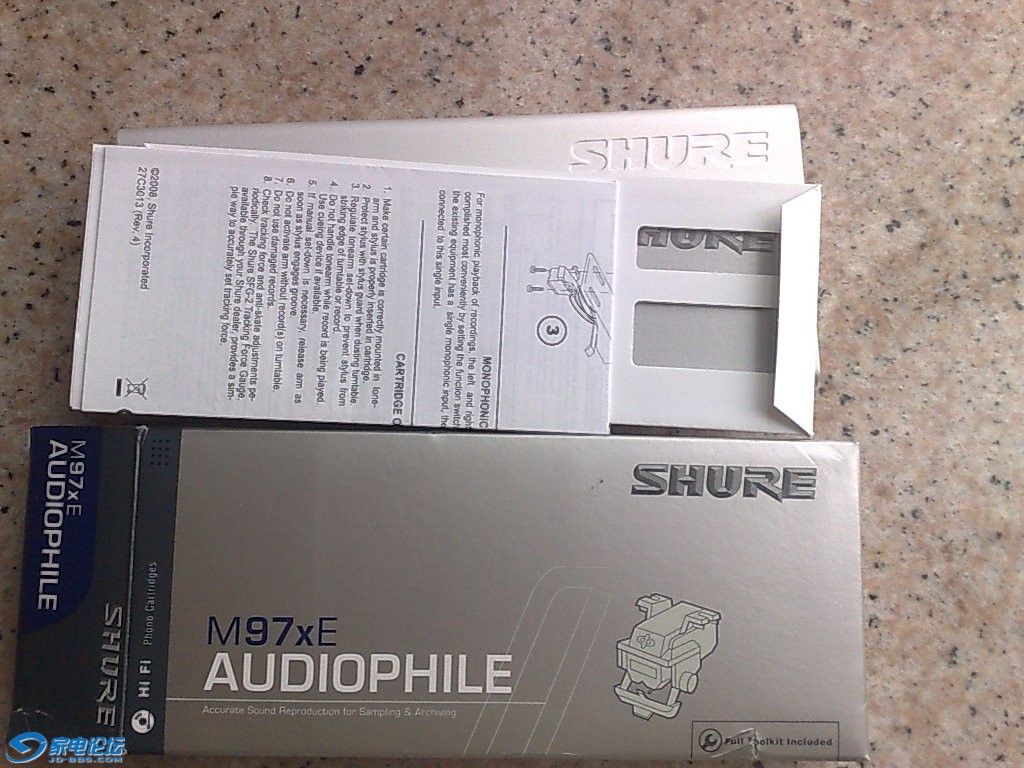 SHURE
HURE
3
MONOPHONIC
For monophonic playback of recordings, the left and right
complished most conveniently by setting the function switch
the existing equipment has a single monophonic input, the
connected to this single input.
CARTRIDGE
1. Make certain cartridge is correctly mounted in tone-
arm and stylus is properly inserted in cartridge.
2. Protect stylus with stylus guard when dusting turntable.
3. Regulate tonearm set-down to prevent stylus from
striking edge of turntable or record.
4. Do not handle tonearm while record is being played
Use cueing device if available.
5. If manual set-down is necessary, release arm as
soon as stylus engages groove.
6. Do not activate arm without record(s) on turntable.
7. Do not use damaged records.
8. Check tracking force and anti-skate adjustments pe-
riodically. The Shure SFG-2 Tracking Force Gauge,
available through your Shure dealer, provides a sim-
ple way to accurately set tracking force.
©2008, Shure Incorporated
27C3013 (Rev. 4)
SHURE
M97xE
AUDIOPHILE
Accurate Sound Reproduction for Sampling & Archiving
Full Toolkit Included
M97xE
AUDIOPHILE
SHURE
HI FI
Phono Cartridges
家电论坛
JD-BBS.COM